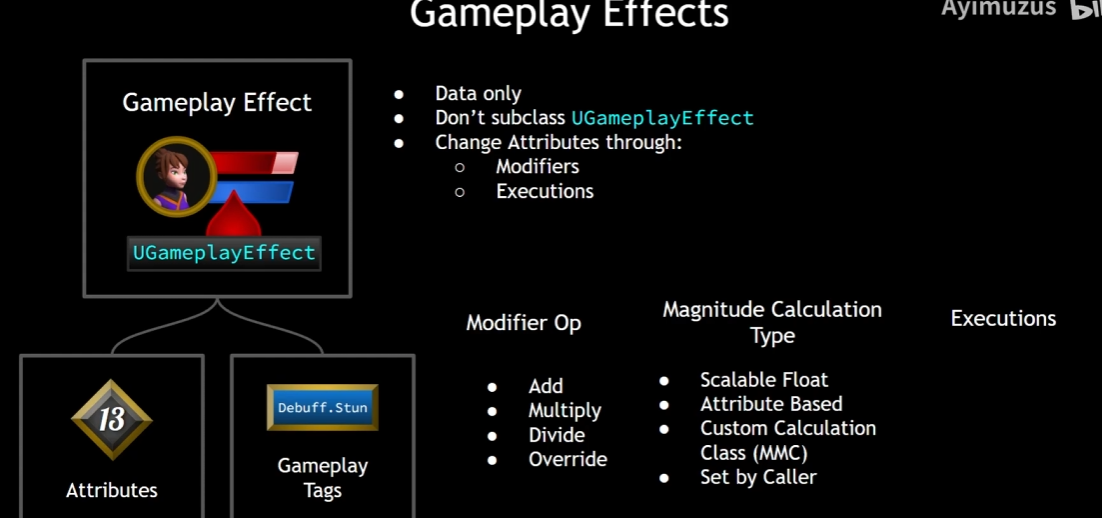 Gameplay Effects
Ayimuzus
Gameplay Effect
UGameplayEffect
Attributes
13
Debuff.Stun
Gameplay
Tags
● Data only
● Don't subclass UGameplayEffect
● Change Attributes through:
○ Modifiers
○ Executions
Modifier Op
● Add
● Multiply
● Divide
● Override
Magnitude Calculation
Type
● Scalable Float
● Attribute Based
● Custom Calculation
Class (MMC)
● Set by Caller
Executions